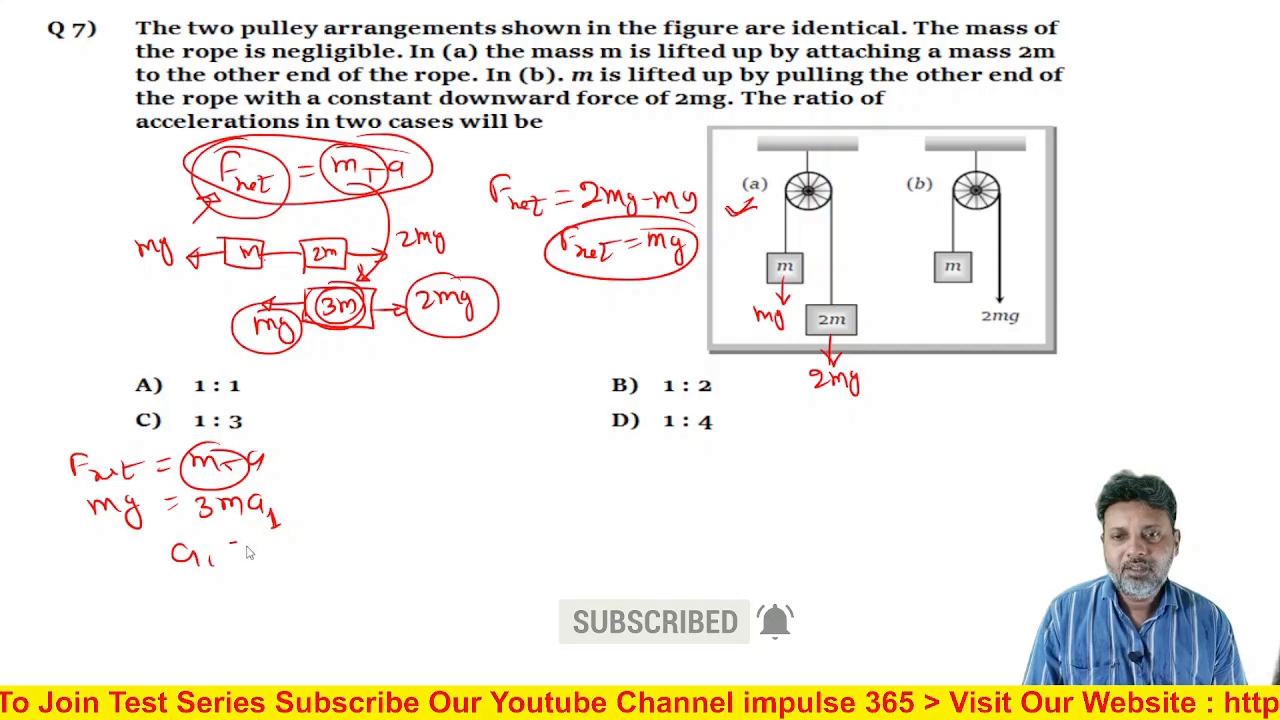 Q 7) The two pulley arrangements shown in the figure are identical. The mass of
the rope is negligible. In (a) the mass m is lifted up by attaching a mass 2m
to the other end of the rope. In (b). m is lifted up by pulling the other end of
the rope with a constant downward force of 2mg. The ratio of
accelerations in two cases will be
Fnet = mT a
mg m 2m 2mg
mg 3m 2mg
Fnet = 2mg-mg
Fnet = mg
(a) (b)
m m
mg 2m 2mg
2mg
A) 1 : 1 B) 1 : 2
C) 1 : 3 D) 1 : 4
Fnet = mT a
mg = 3ma1
a1 -
SUBSCRIBED
To Join Test Series Subscribe Our Youtube Channel impulse 365 > Visit Our Website : http